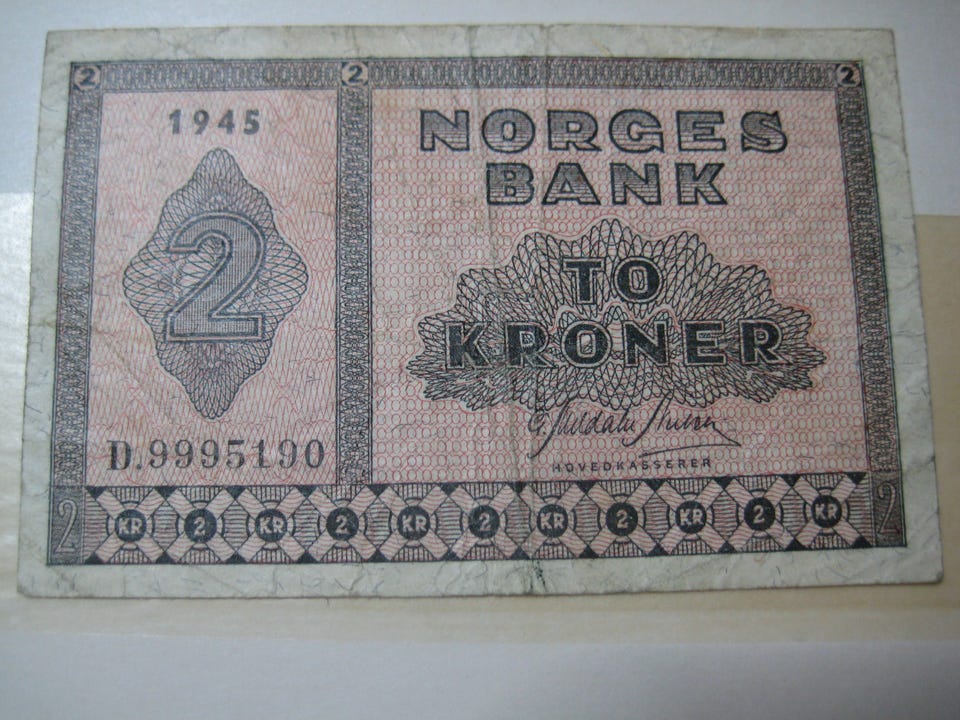 2 2 2
1945
NORGES
BANK
2
TO
KRONER
D.9995190
HOVEDKASSERER
2 KR 2 KR 2 KR 2 KR 2 KR 2 KR 2